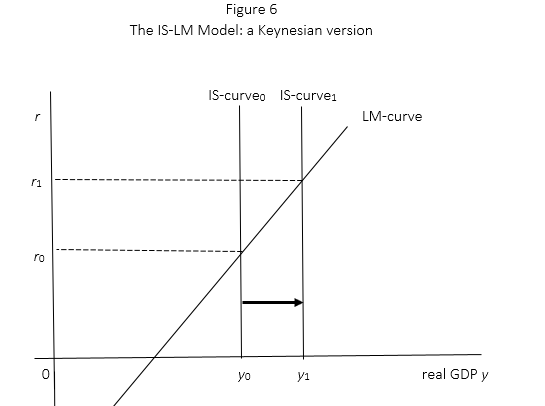 Figure 6
The IS-LM Model: a Keynesian version
IS-curve₀ IS-curve₁
r
LM-curve
r₁
r₀
0
y₀
y₁
real GDP y